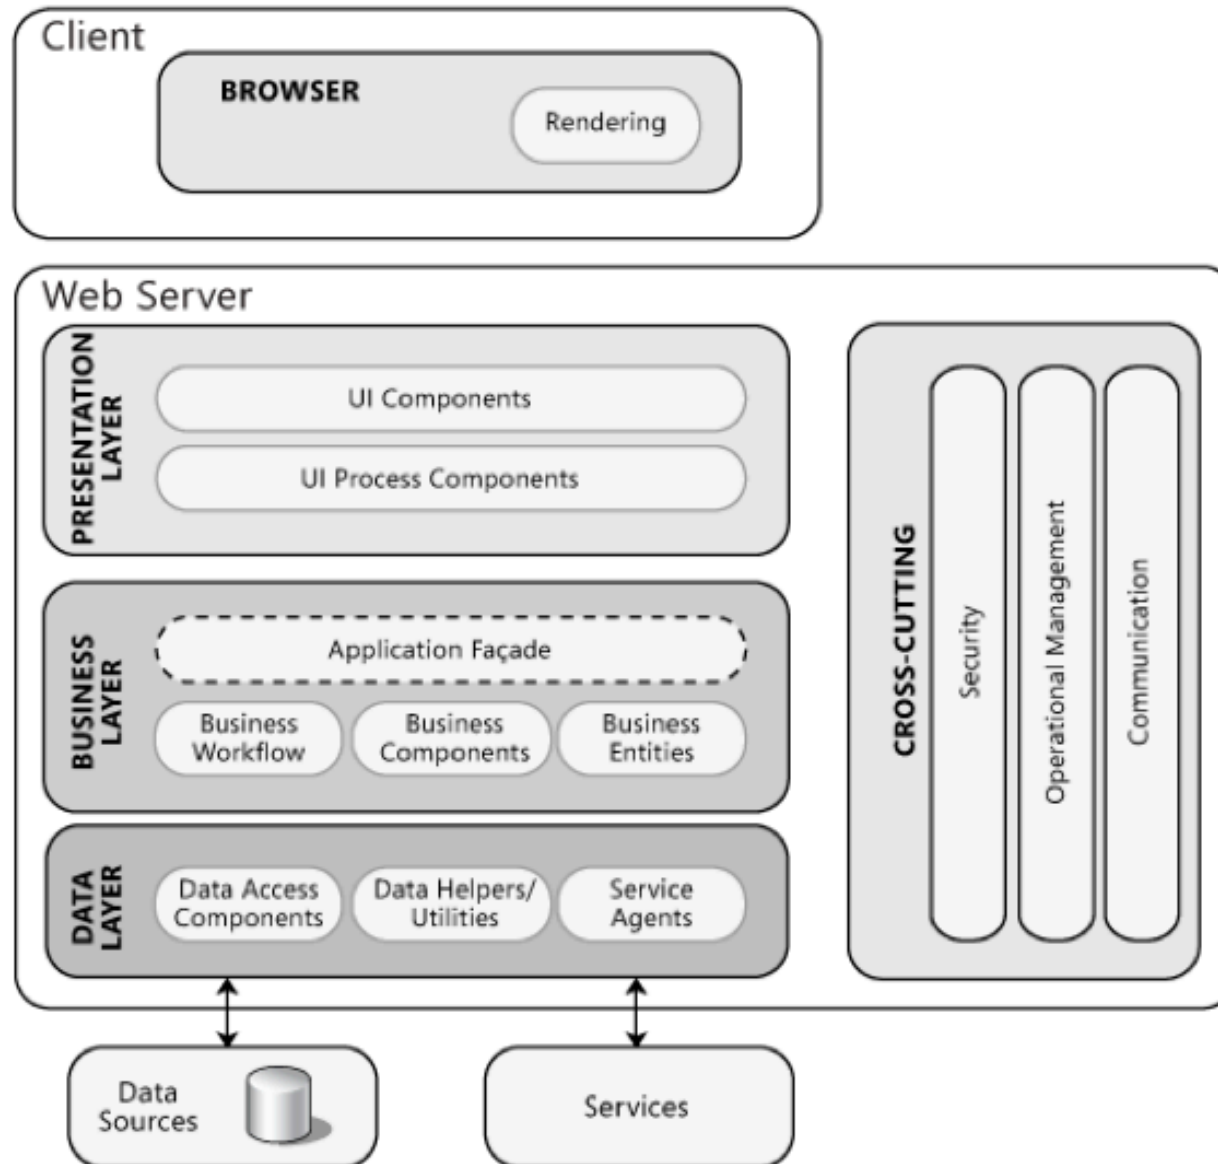 Client
BROWSER
Rendering
Web Server
PRESENTATION
LAYER
UI Components
UI Process Components
BUSINESS
LAYER
Application Façade
Business
Workflow
Business
Components
Business
Entities
DATA
LAYER
Data Access
Components
Data Helpers/
Utilities
Service
Agents
CROSS-CUTTING
Security
Operational Management
Communication
Data
Sources
Services